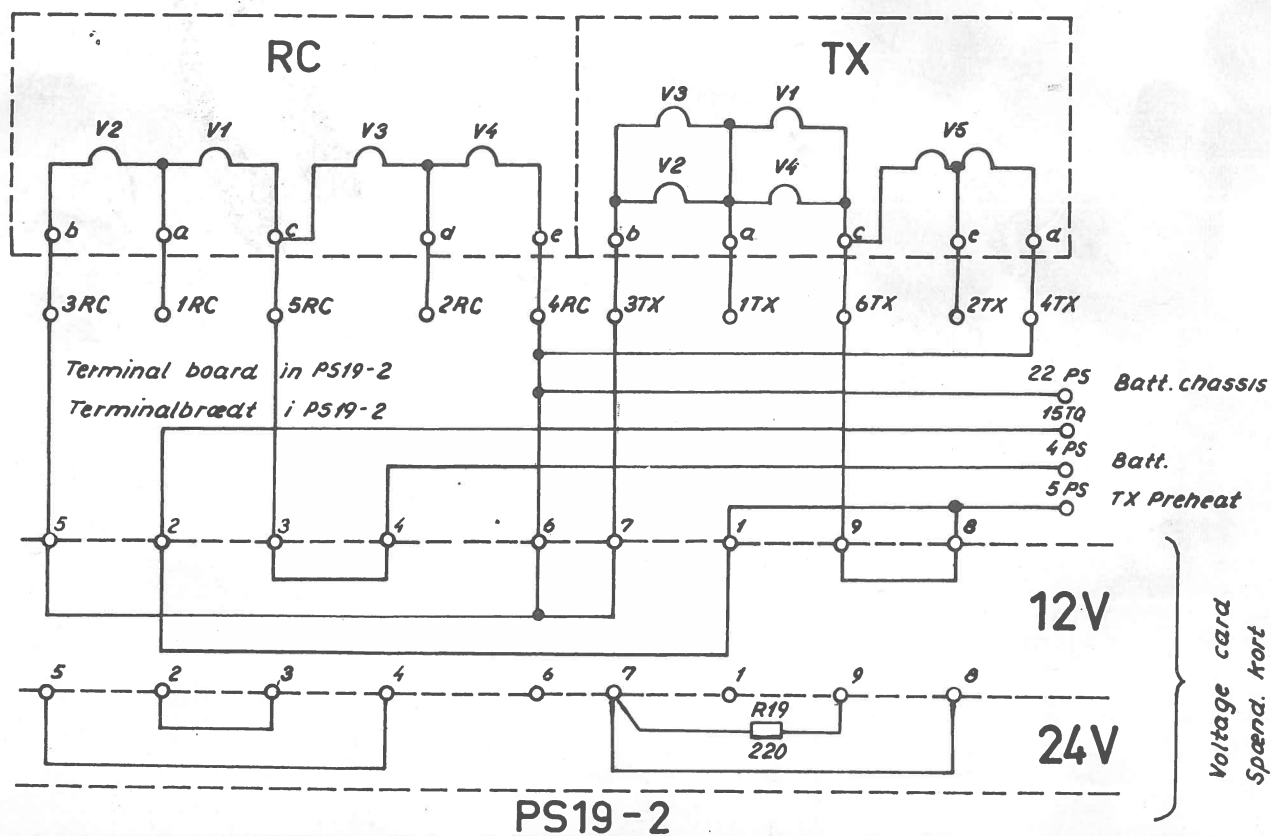 RC TX
V3 V1
V2 V1 V3 V4 V2 V4 V5
b a c d e b a c e d
3RC 1RC 5RC 2RC 4RC 3TX 1TX 6TX 2TX 4TX
Terminal board in PS19-2
Terminalbrædt i PS19-2
22 PS Batt. chassis
15TQ
4 PS Batt.
5 PS TX Preheat
5 2 3 4 6 7 1 9 8
12V
5 2 3 4 6 7 1 9 8
R19
220
24V
Voltage card
Spænd. kort
PS19-2